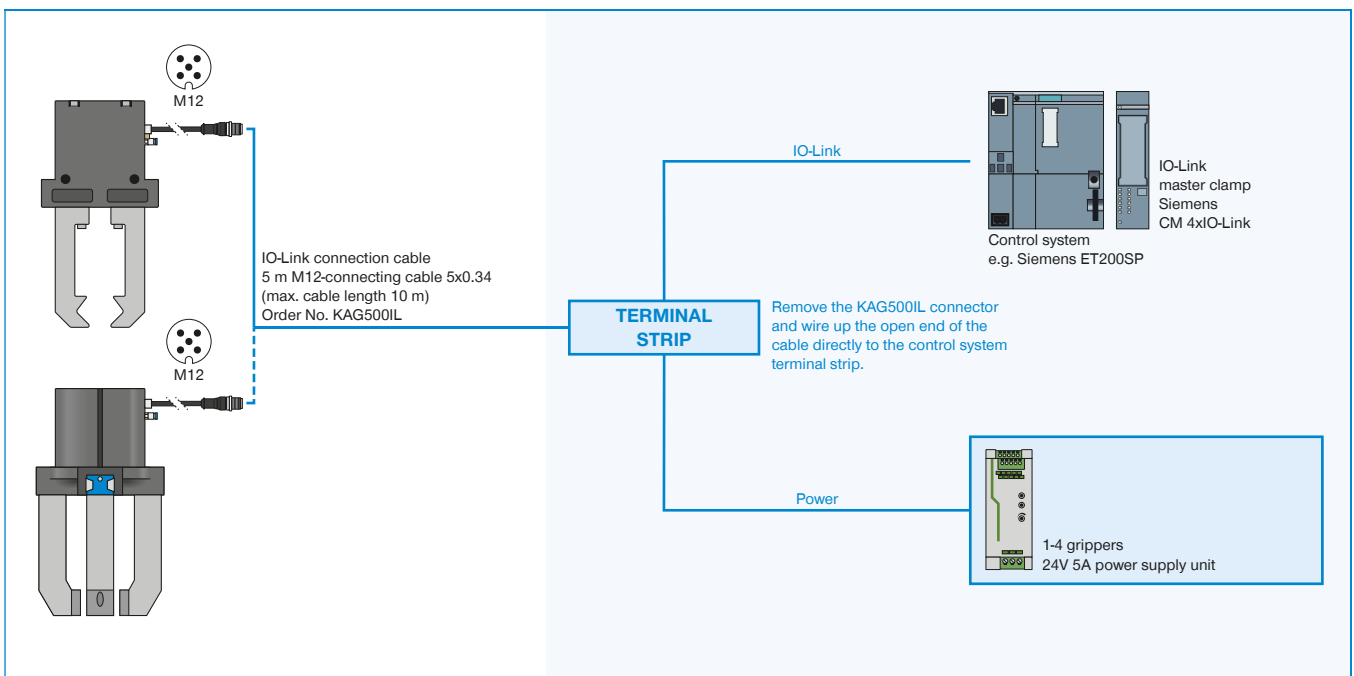 M12
IO-Link connection cable
5 m M12-connecting cable 5x0.34
(max. cable length 10 m)
Order No. KAG500IL
M12
TERMINAL
STRIP
Remove the KAG500IL connector
and wire up the open end of the
cable directly to the control system
terminal strip.
IO-Link
Control system
e.g. Siemens ET200SP
IO-Link
master clamp
Siemens
CM 4xIO-Link
Power
1-4 grippers
24V 5A power supply unit